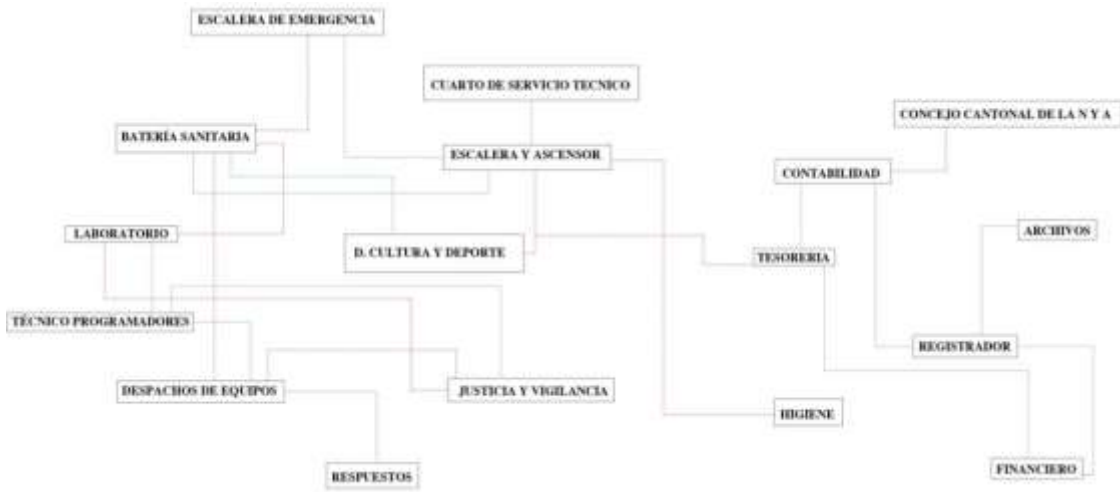 ESCALERA DE EMERGENCIA
CUARTO DE SERVICIO TECNICO
CONCEJO CANTONAL DE LA N Y A
BATERÍA SANITARIA
ESCALERA Y ASCENSOR
CONTABILIDAD
LABORATORIO
ARCHIVOS
D. CULTURA Y DEPORTE
TESORERIA
TÉCNICO PROGRAMADORES
REGISTRADOR
DESPACHOS DE EQUIPOS
JUSTICIA Y VIGILANCIA
HIGIENE
RESPUESTOS
FINANCIERO